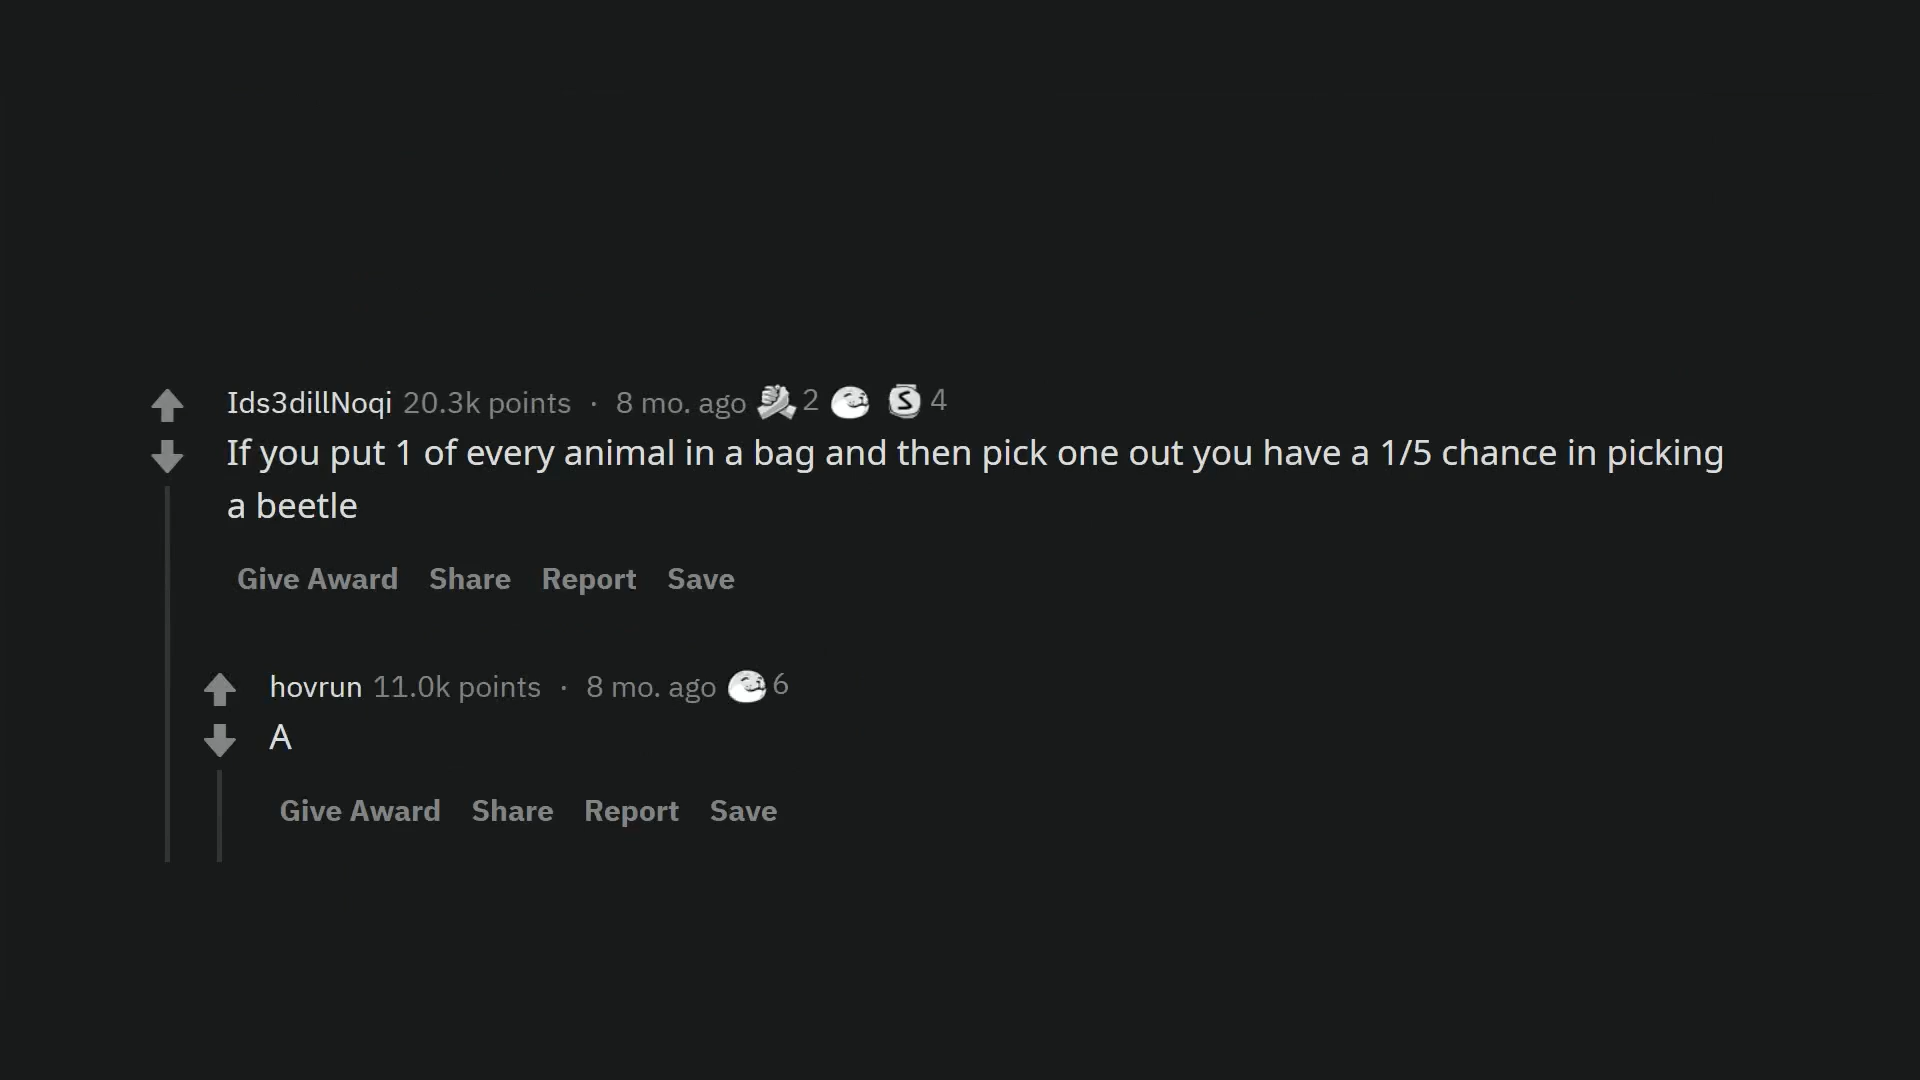 Ids3dillNoqi 20.3k points · 8 mo. ago 2 S 4
If you put 1 of every animal in a bag and then pick one out you have a 1/5 chance in picking
a beetle
Give Award Share Report Save
hovrun 11.0k points · 8 mo. ago 6
A
Give Award Share Report Save